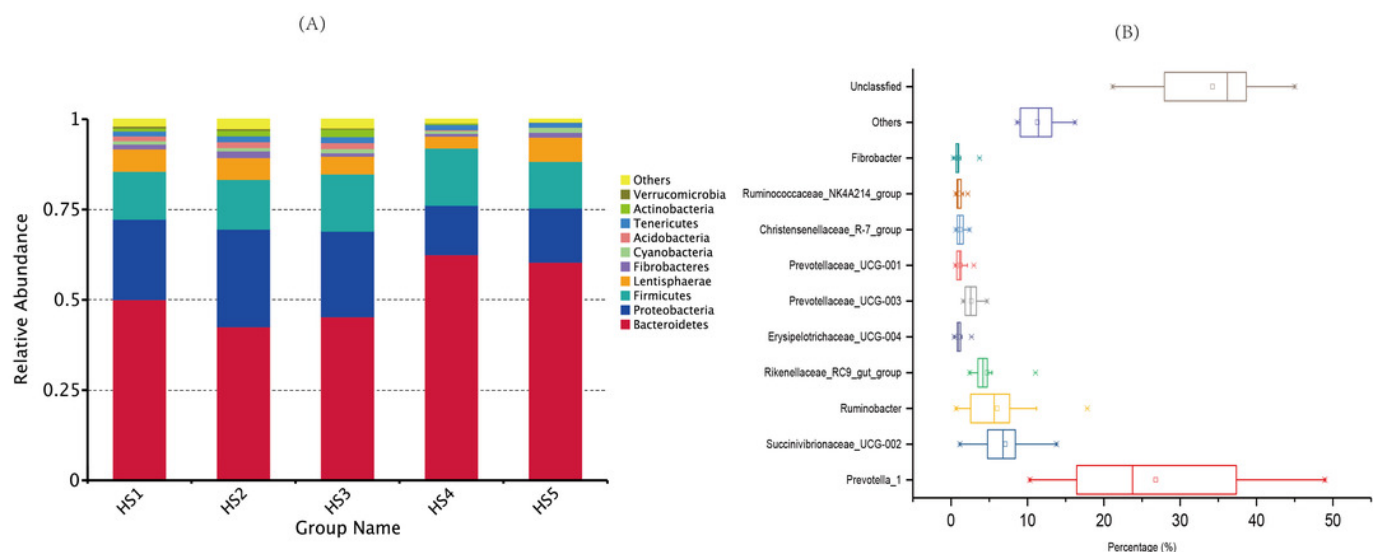 (A)
Relative Abundance
1
0.75
0.5
0.25
0
HS1
HS2
HS3
HS4
HS5
Group Name
Others
Verrucomicrobia
Actinobacteria
Tenericutes
Acidobacteria
Cyanobacteria
Fibrobacteres
Lentisphaerae
Firmicutes
Proteobacteria
Bacteroidetes
(B)
Unclassfied
Others
Fibrobacter
Ruminococcaceae_NK4A214_group
Christensenellaceae_R-7_group
Prevotellaceae_UCG-001
Prevotellaceae_UCG-003
Erysipelotrichaceae_UCG-004
Rikenellaceae_RC9_gut_group
Ruminobacter
Succinivibrionaceae_UCG-002
Prevotella_1
0 10 20 30 40 50
Percentage (%)